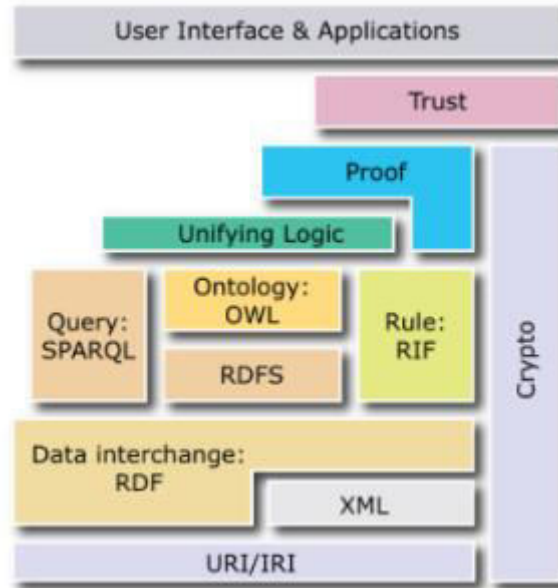 User Interface & Applications
Trust
Proof
Unifying Logic
Ontology:
OWL
Query:
SPARQL
Rule:
RIF
RDFS
Crypto
Data interchange:
RDF
XML
URI/IRI